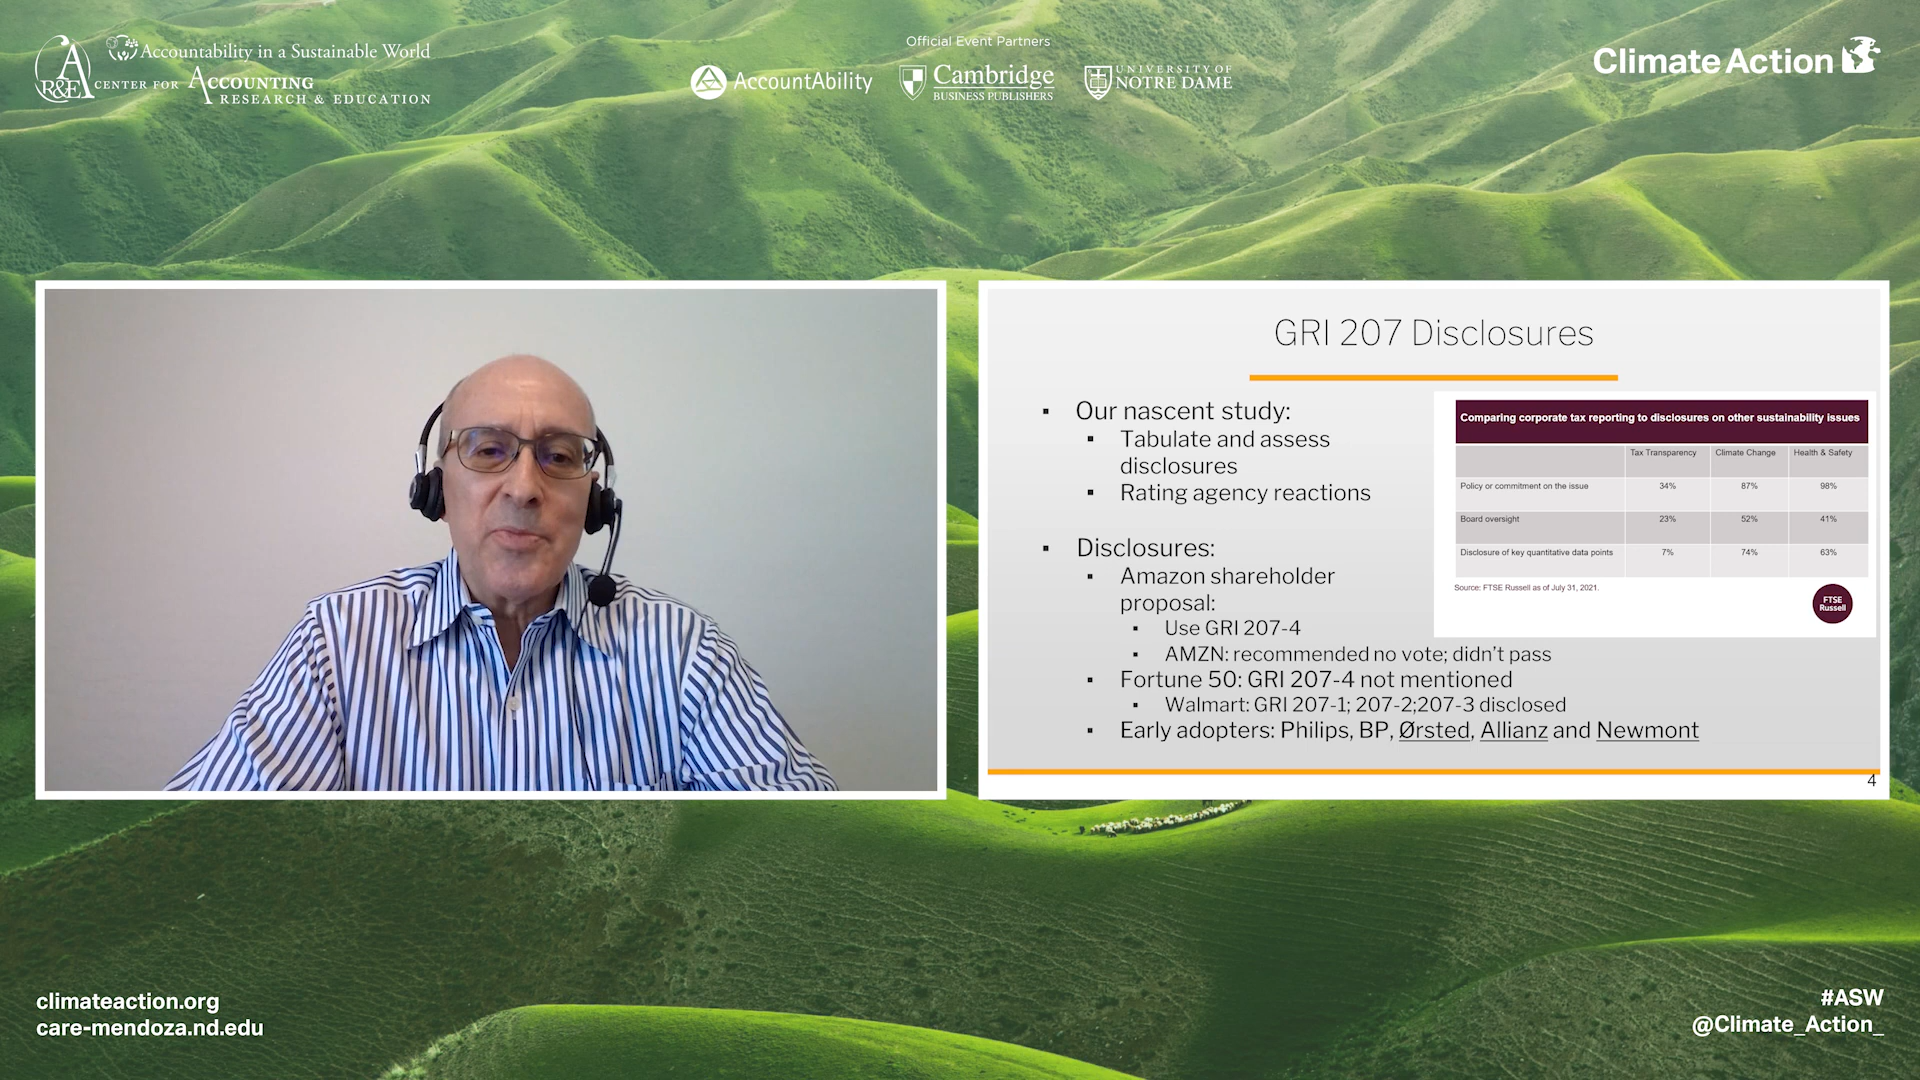 Accountability in a Sustainable World
CARE
CENTER FOR ACCOUNTING
RESEARCH & EDUCATION
Official Event Partners
AccountAbility
Cambridge
BUSINESS PUBLISHERS
UNIVERSITY OF
NOTRE DAME
Climate Action
GRI 207 Disclosures
▪ Our nascent study:
▪ Tabulate and assess
disclosures
▪ Rating agency reactions
▪ Disclosures:
▪ Amazon shareholder
proposal:
▪ Use GRI 207-4
▪ AMZN: recommended no vote; didn't pass
▪ Fortune 50: GRI 207-4 not mentioned
▪ Walmart: GRI 207-1; 207-2;207-3 disclosed
▪ Early adopters: Philips, BP, Ørsted, Allianz and Newmont
Comparing corporate tax reporting to disclosures on other sustainability issues
Tax Transparency Climate Change Health & Safety
Policy or commitment on the issue 34% 87% 98%
Board oversight 23% 52% 41%
Disclosure of key quantitative data points 7% 74% 63%
Source: FTSE Russell as of July 31, 2021.
FTSE
Russell
4
climateaction.org
care-mendoza.nd.edu
#ASW
@Climate_Action_